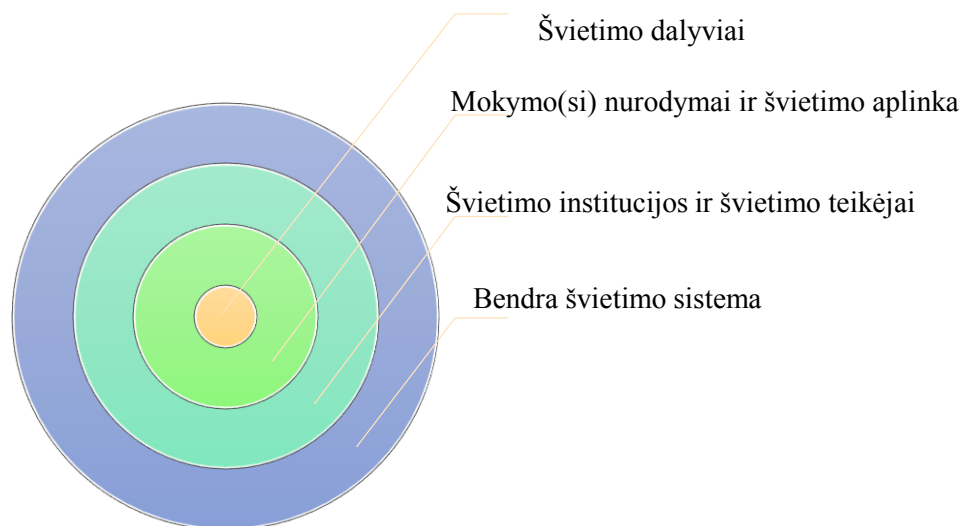 Švietimo dalyviai
Mokymo(si) nurodymai ir švietimo aplinka
Švietimo institucijos ir švietimo teikėjai
Bendra švietimo sistema